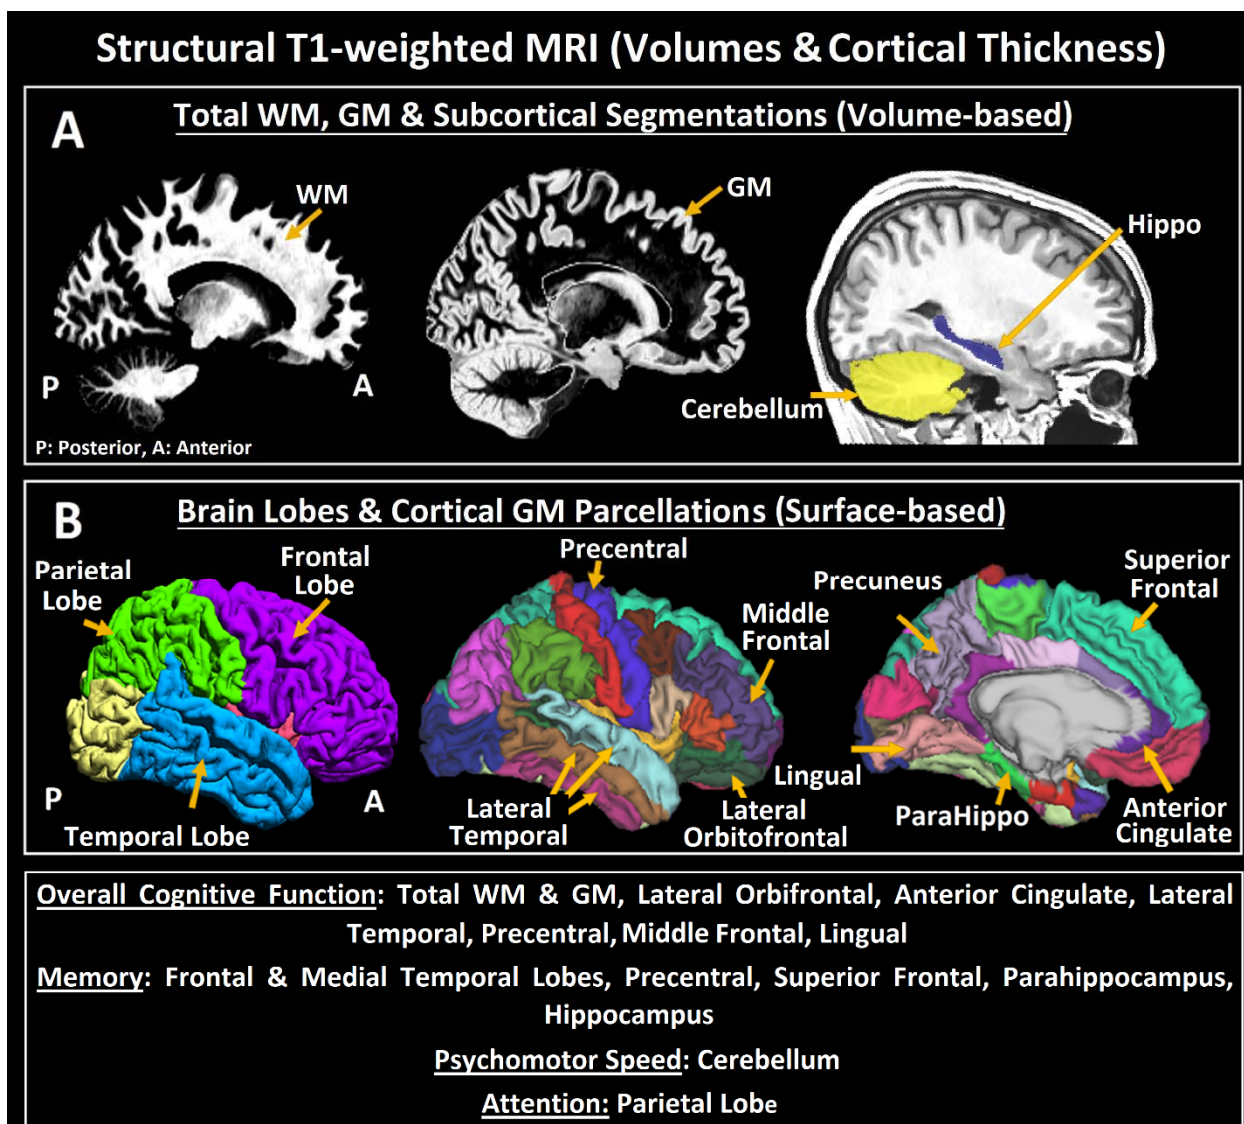 Structural T1-weighted MRI (Volumes & Cortical Thickness)
A
Total WM, GM & Subcortical Segmentations (Volume-based)
WM
GM
Hippo
Cerebellum
P
A
P: Posterior, A: Anterior
B
Brain Lobes & Cortical GM Parcellations (Surface-based)
Parietal
Lobe
Frontal
Lobe
Temporal Lobe
P
A
Precentral
Middle
Frontal
Lateral
Temporal
Lateral
Orbitofrontal
Precuneus
Superior
Frontal
Lingual
ParaHippo
Anterior
Cingulate
Overall Cognitive Function: Total WM & GM, Lateral Orbifrontal, Anterior Cingulate, Lateral
Temporal, Precentral, Middle Frontal, Lingual
Memory: Frontal & Medial Temporal Lobes, Precentral, Superior Frontal, Parahippocampus,
Hippocampus
Psychomotor Speed: Cerebellum
Attention: Parietal Lobe